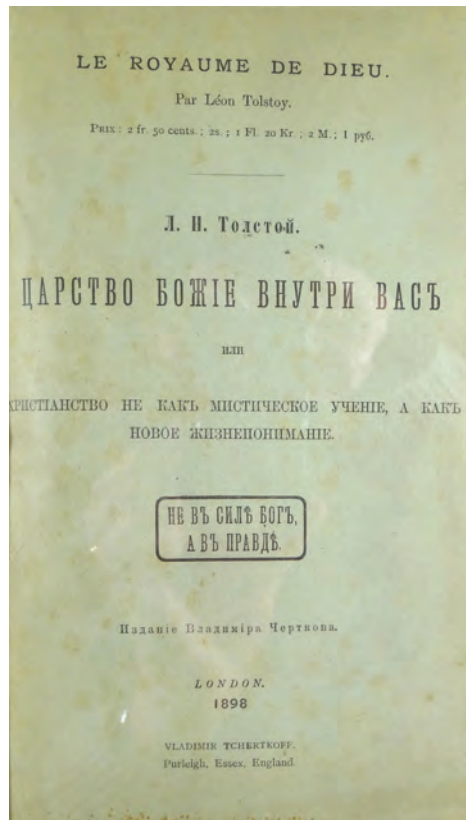 LE ROYAUME DE DIEU.
Par Léon Tolstoy.
PRIX: 2 fr. 50 cents.; 2s.; 1 Fl. 20 Kr.; 2 M.; 1 руб.
Л. Н. Толстой.
ЦАРСТВО БОЖІЕ ВНУТРИ ВАСЪ
или
ХРИСТІАНСТВО НЕ КАКЪ МИСТИЧЕСКОЕ УЧЕНІЕ, А КАКЪ
НОВОЕ ЖИЗНЕПОНИМАНІЕ.
НЕ ВЪ СИЛѢ БОГЪ,
А ВЪ ПРАВДѢ.
Изданіе Владиміра Черткова.
LONDON.
1898
VLADIMIR TCHERTKOFF,
Purleigh, Essex, England.